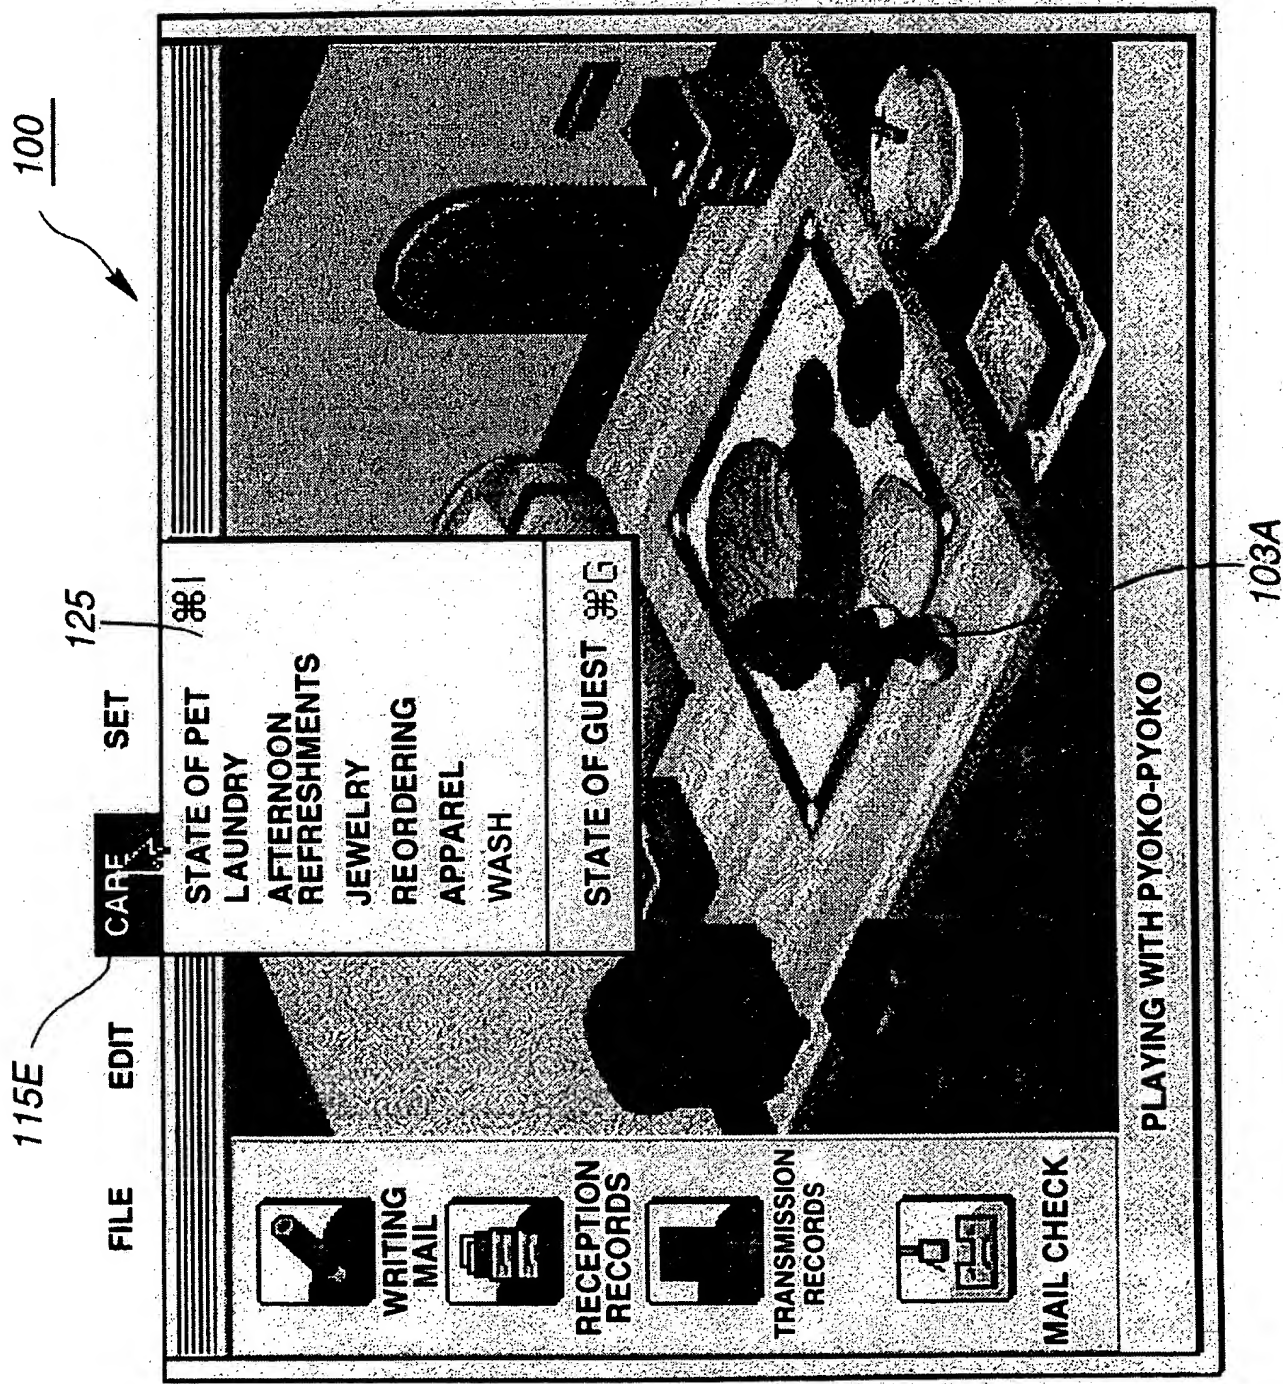 100
FILE EDIT CARE SET
115E
125
STATE OF PET ⌘I
LAUNDRY
AFTERNOON
REFRESHMENTS
JEWELRY
REORDERING
APPAREL
WASH
STATE OF GUEST ⌘G
WRITING
MAIL
RECEPTION
RECORDS
TRANSMISSION
RECORDS
MAIL CHECK
PLAYING WITH PYOKO-PYOKO
103A